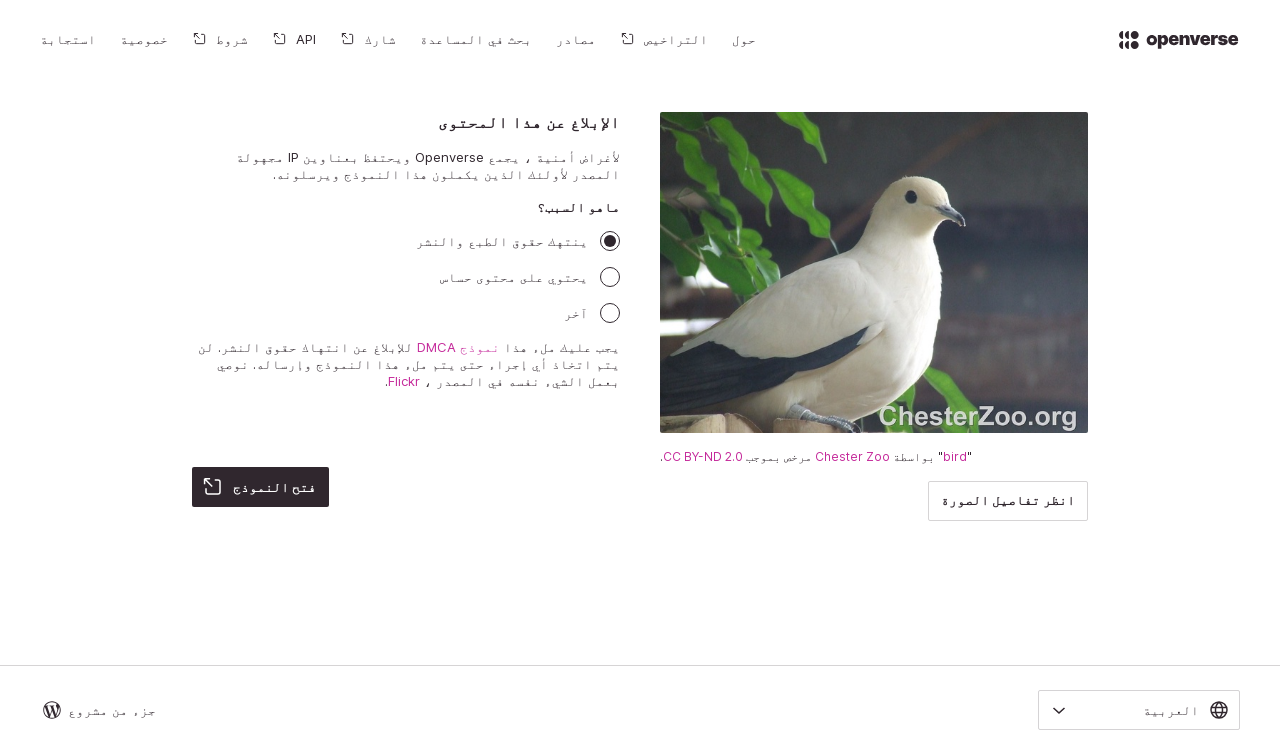 openverse
حول
التراخيص
مصادر
بحث في المساعدة
شارك
API
شروط
خصوصية
استجابة
ChesterZoo.org
"bird" بواسطة Chester Zoo مرخص بموجب CC BY-ND 2.0.
انظر تفاصيل الصورة
الإبلاغ عن هذا المحتوى
لأغراض أمنية ، يجمع Openverse ويحتفظ بعناوين IP مجهولة
المصدر لأولئك الذين يكملون هذا النموذج ويرسلونه.
ماهو السبب؟
ينتهك حقوق الطبع والنشر
يحتوي على محتوى حساس
آخر
يجب عليك ملء هذا نموذج DMCA للإبلاغ عن انتهاك حقوق النشر. لن
يتم اتخاذ أي إجراء حتى يتم ملء هذا النموذج وإرساله. نوصي
بعمل الشيء نفسه في المصدر ، Flickr.
فتح النموذج
العربية
جزء من مشروع